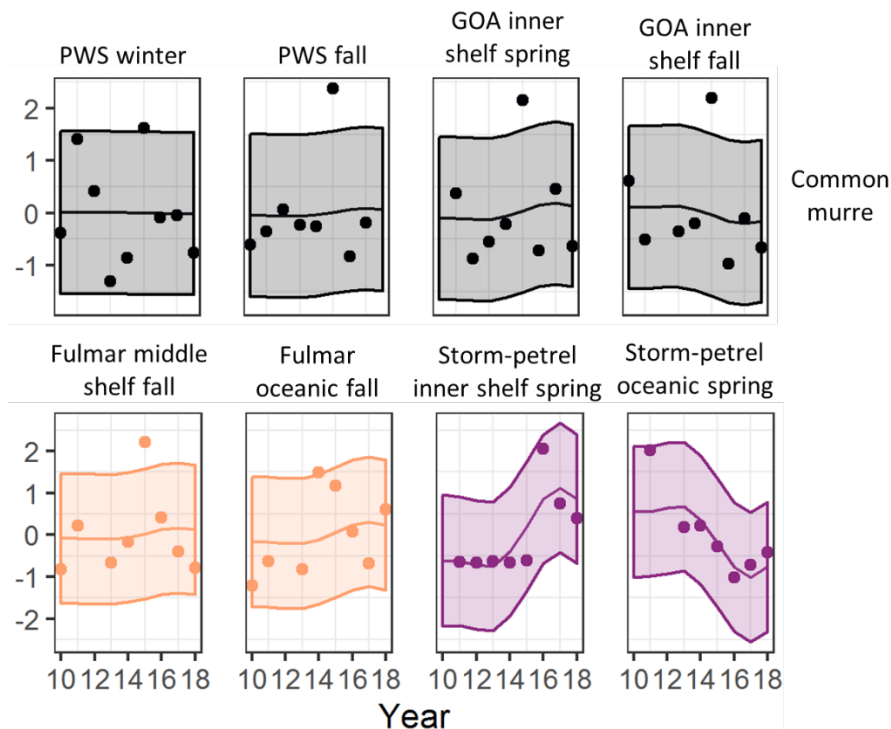 PWS winter
PWS fall
GOA inner
shelf spring
GOA inner
shelf fall
2
1
0
-1
Common
murre
Fulmar middle
shelf fall
Fulmar
oceanic fall
Storm-petrel
inner shelf spring
Storm-petrel
oceanic spring
2
1
0
-1
-2
10 12 14 16 18
10 12 14 16 18
10 12 14 16 18
10 12 14 16 18
Year